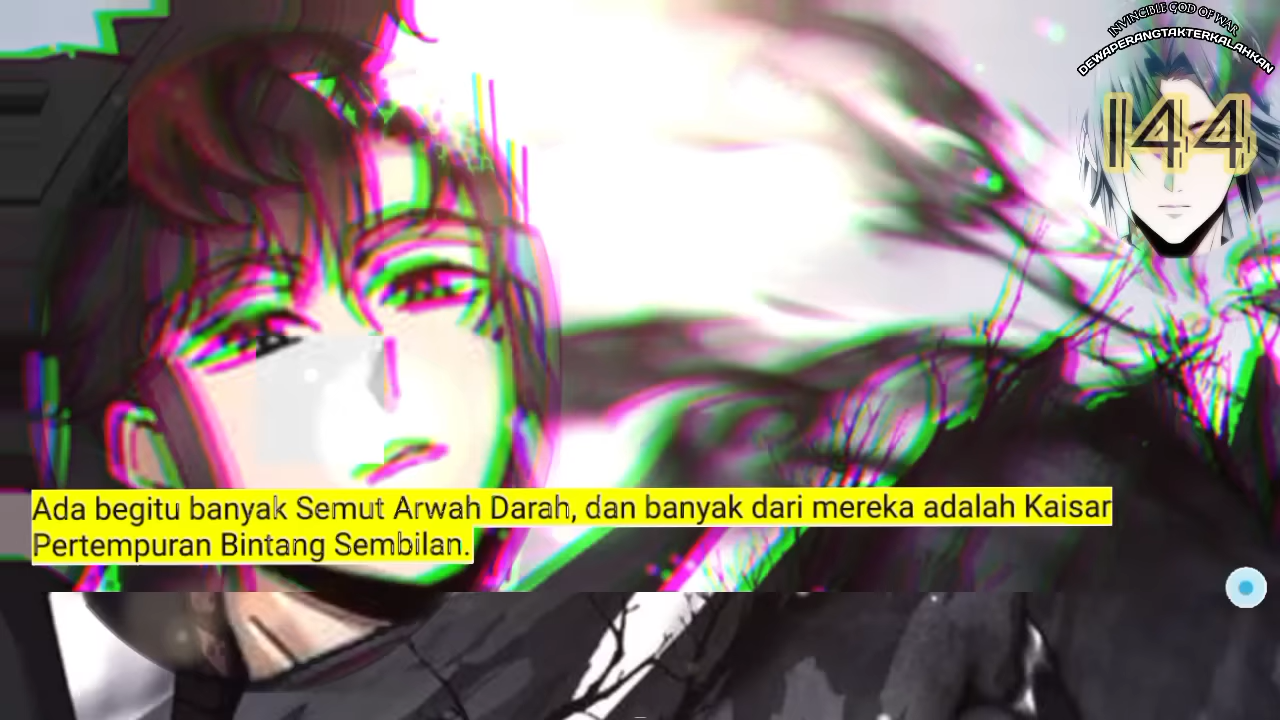 INVINCIBLE GOD OF WAR
DEWAPERANGTAKTERKALAHKAN
144
Ada begitu banyak Semut Arwah Darah, dan banyak dari mereka adalah Kaisar
Pertempuran Bintang Sembilan.